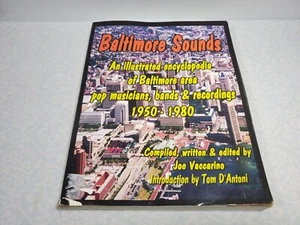 Baltimore Sounds
An illustrated encyclopedia
of Baltimore area
pop musicians, bands & recordings
1950 - 1980
Compiled, written & edited by
Joe Vaccarino
Introduction by Tom D'Antoni